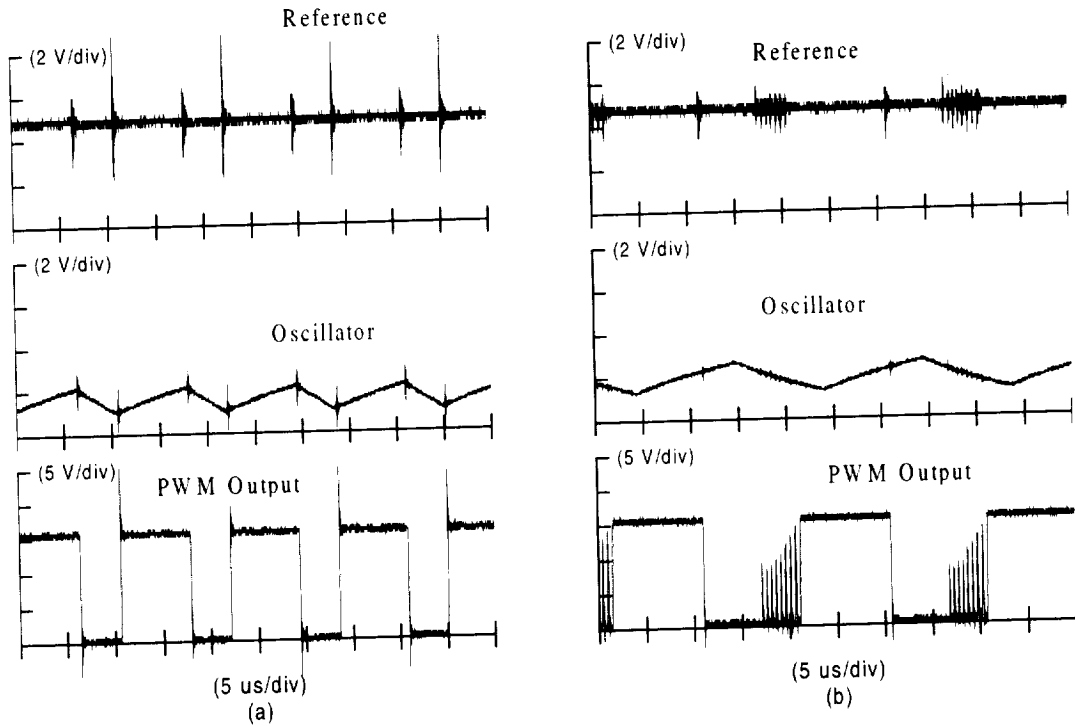 Reference
(2 V/div)
(2 V/div)
Oscillator
(5 V/div)
PWM Output
(5 us/div)
(a)
(2 V/div)
Reference
(2 V/div)
Oscillator
(5 V/div)
PWM Output
(5 us/div)
(b)